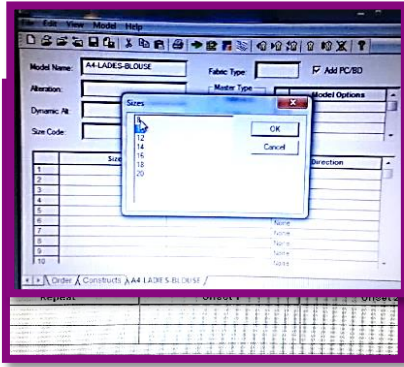 File Edit View Model Help
Model Name: A4-LADIES-BLOUSE Fabric Type: Add PC/BD
Alteration: Master Type Model Options
Dynamic Alt:
Size Code:
Sizes
8
12
14
16
18
20
OK
Cancel
Size Direction
1
2
3
4
5
6
7
8
9
10
None
None
None
None
None
Order Constructs A4-LADIES-BLOUSE
Repeat Offset 1 Offset 2